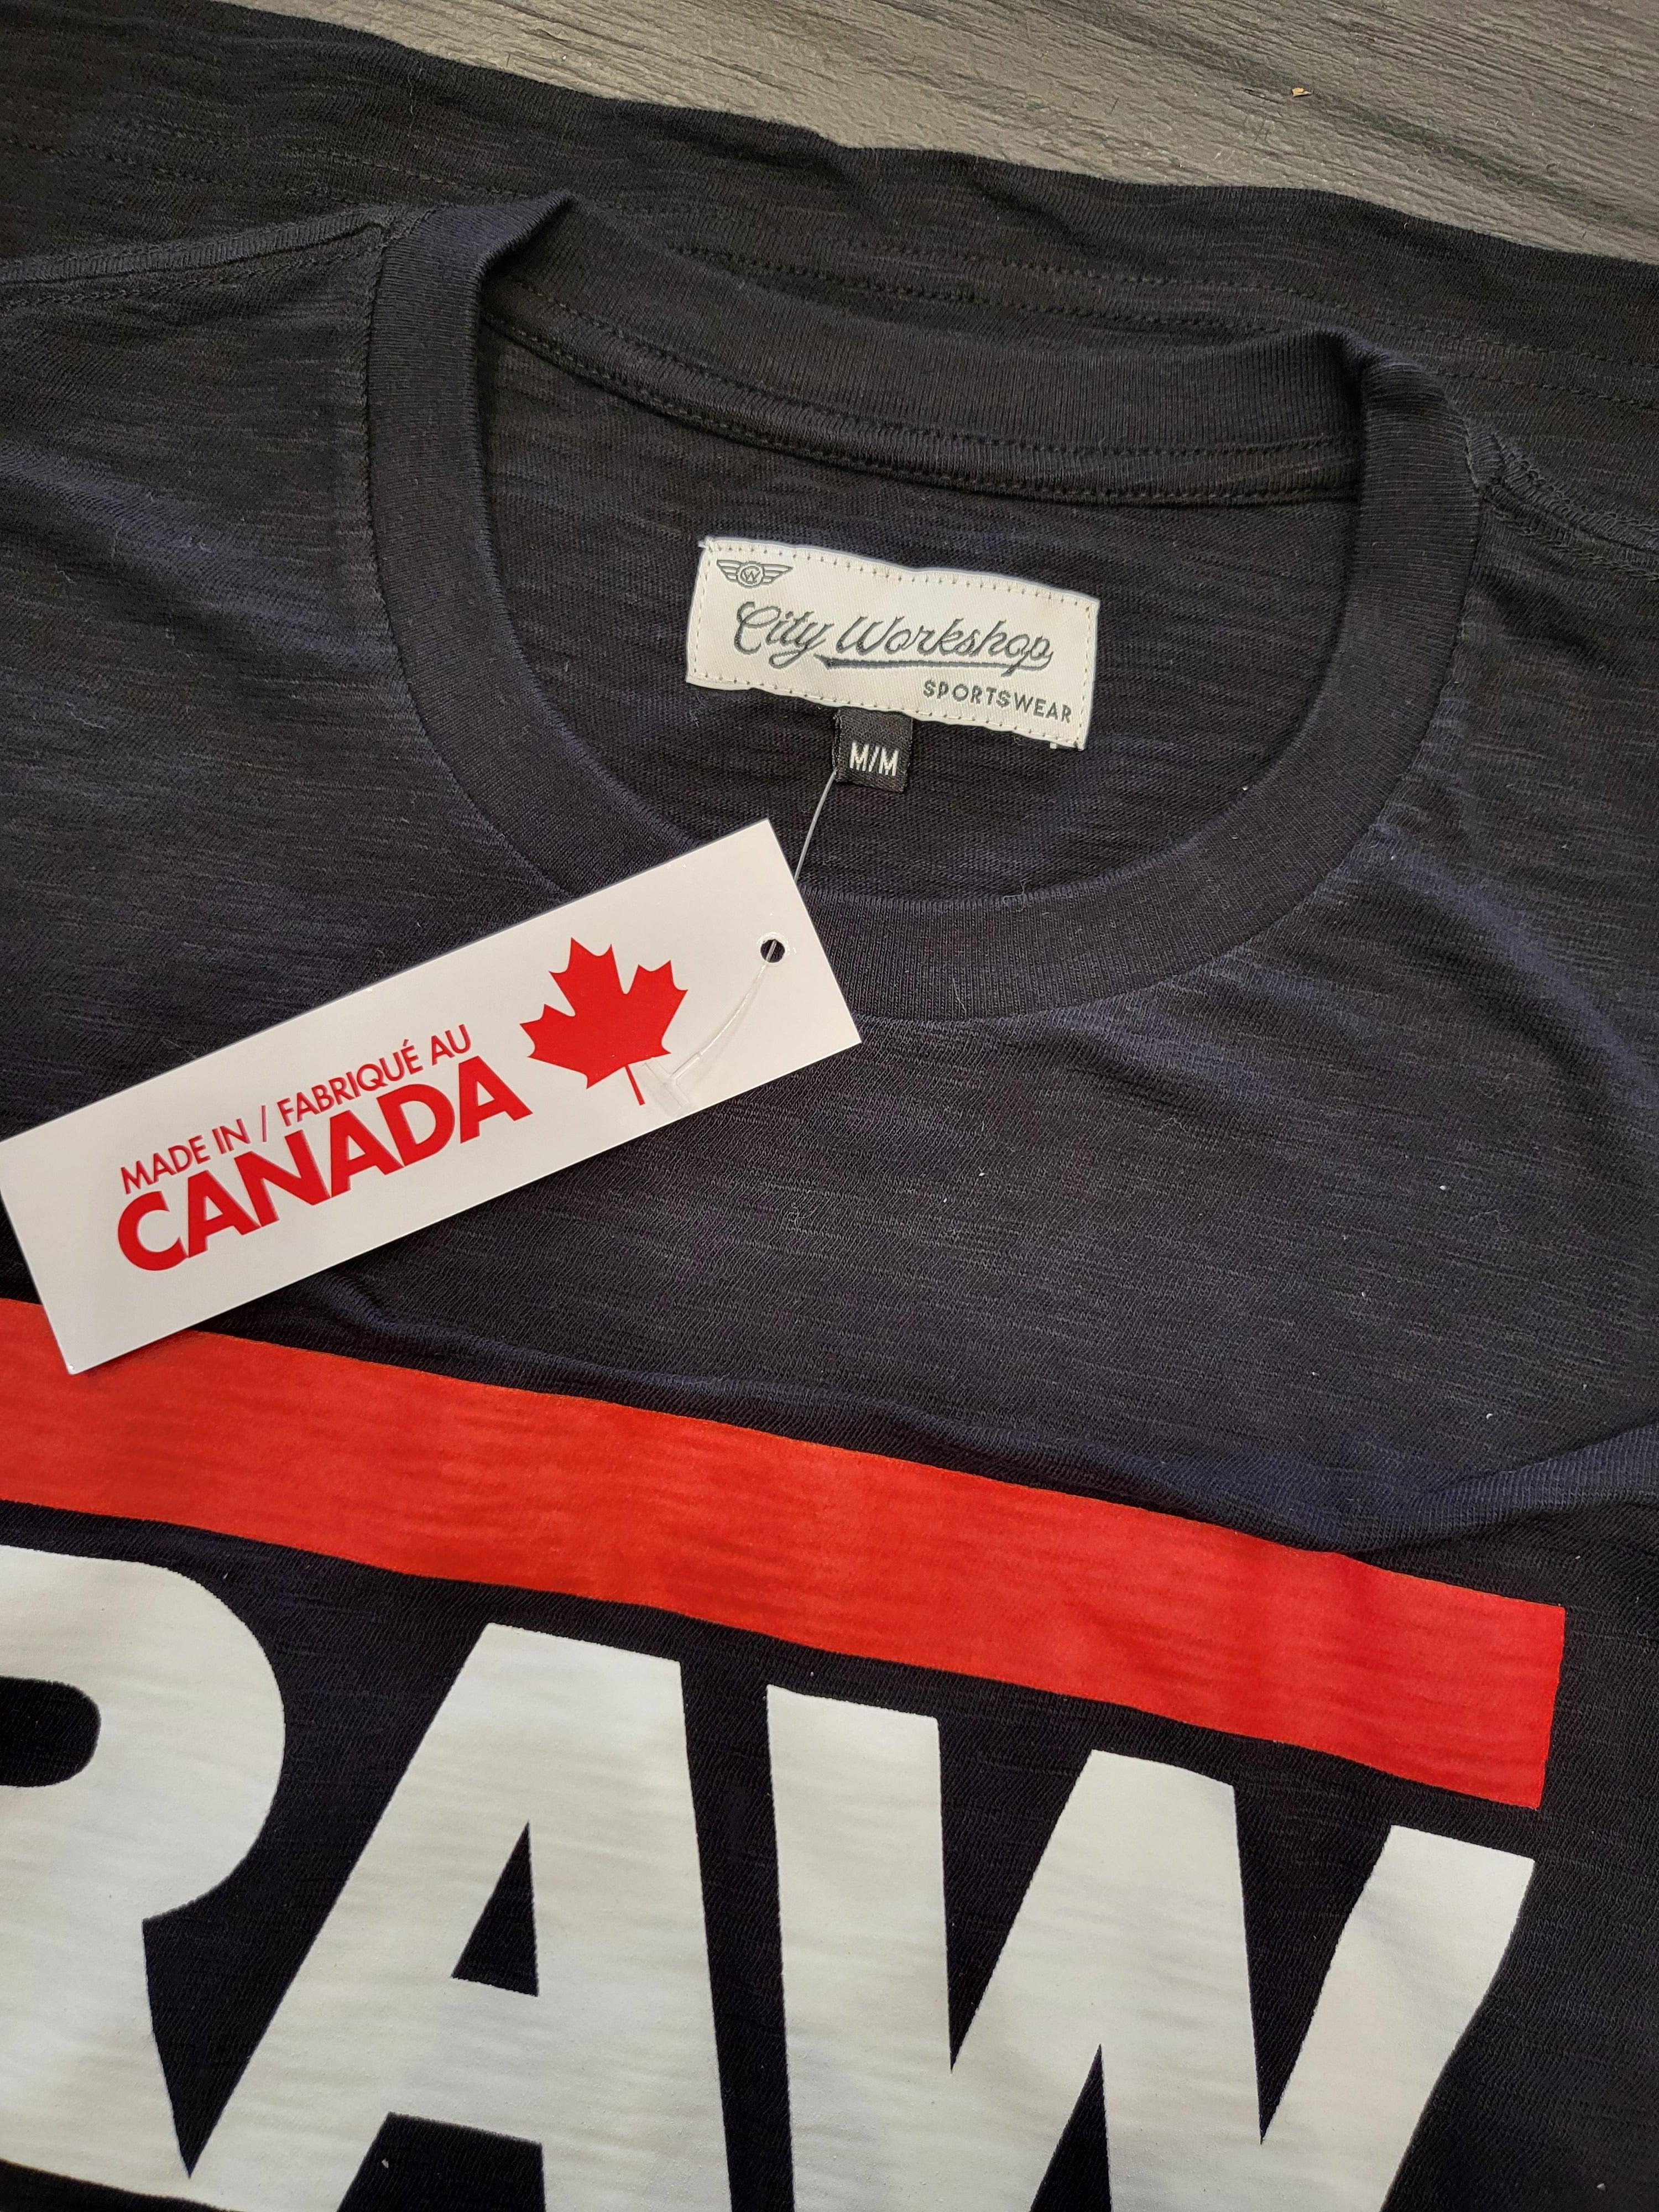 City Workshop
SPORTSWEAR
M/M
MADE IN / FABRIQUÉ AU
CANADA
RAW